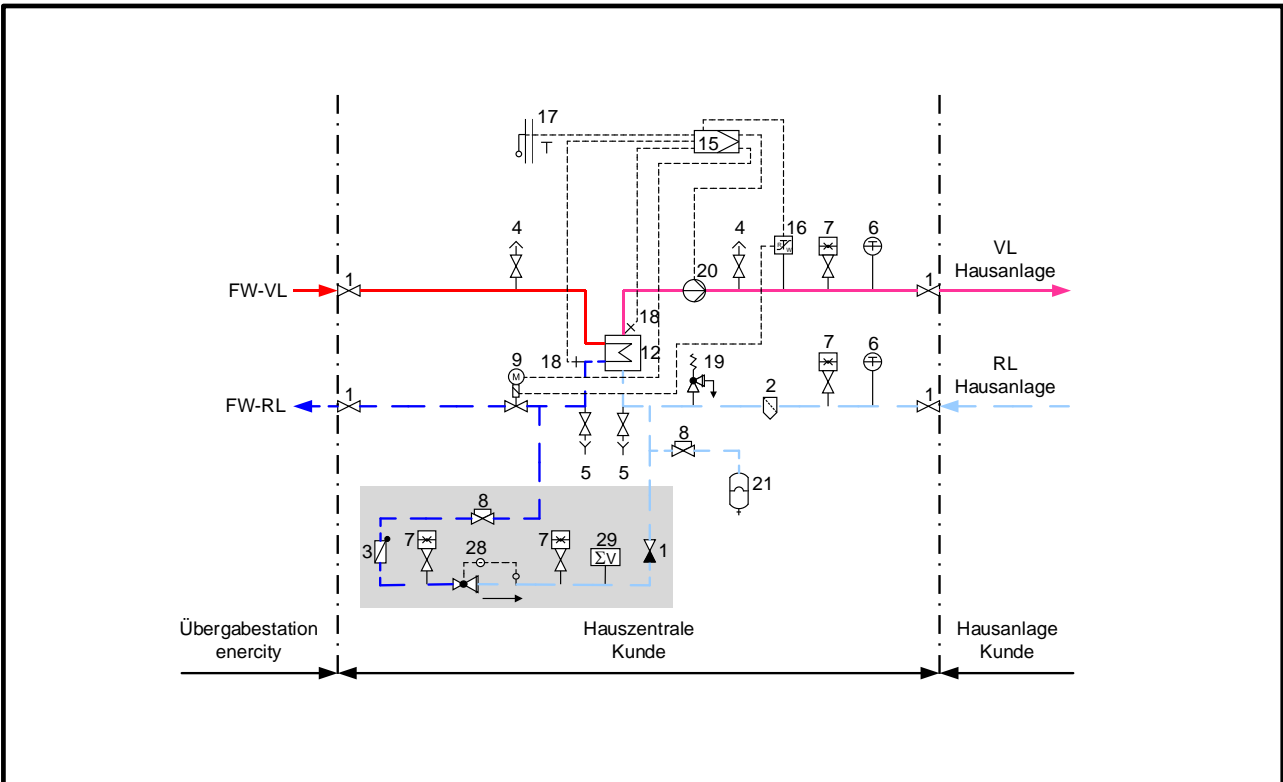 17
T
15
4
4
16
7
6
VL
Hausanlage
FW-VL
1
20
1
18
12
9
M
18
19
7
6
RL
Hausanlage
FW-RL
1
2
1
5
5
8
21
8
3
7
28
7
29
ΣV
1
Übergabestation
enercity
Hauszentrale
Kunde
Hausanlage
Kunde